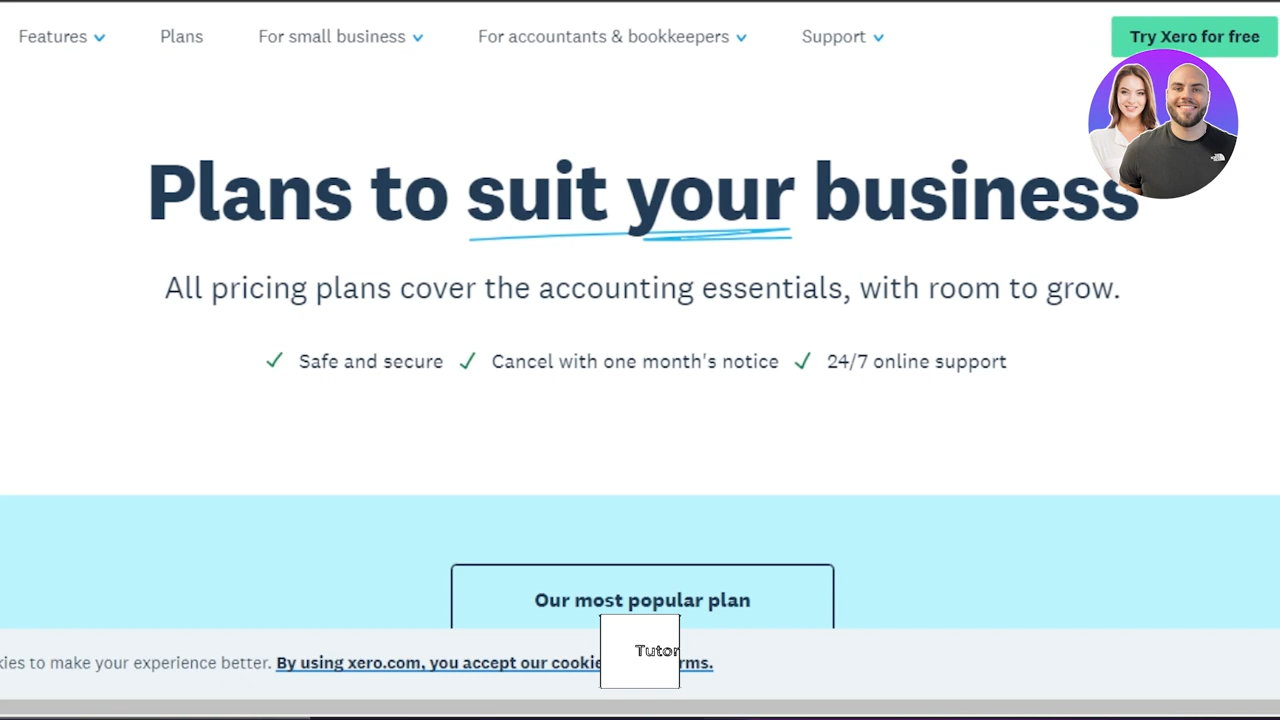 Features Plans For small business For accountants & bookkeepers Support Try Xero for free
Plans to suit your business
All pricing plans cover the accounting essentials, with room to grow.
Safe and secure Cancel with one month's notice 24/7 online support
Our most popular plan
Tutor
kies to make your experience better. By using xero.com, you accept our cookie rms.